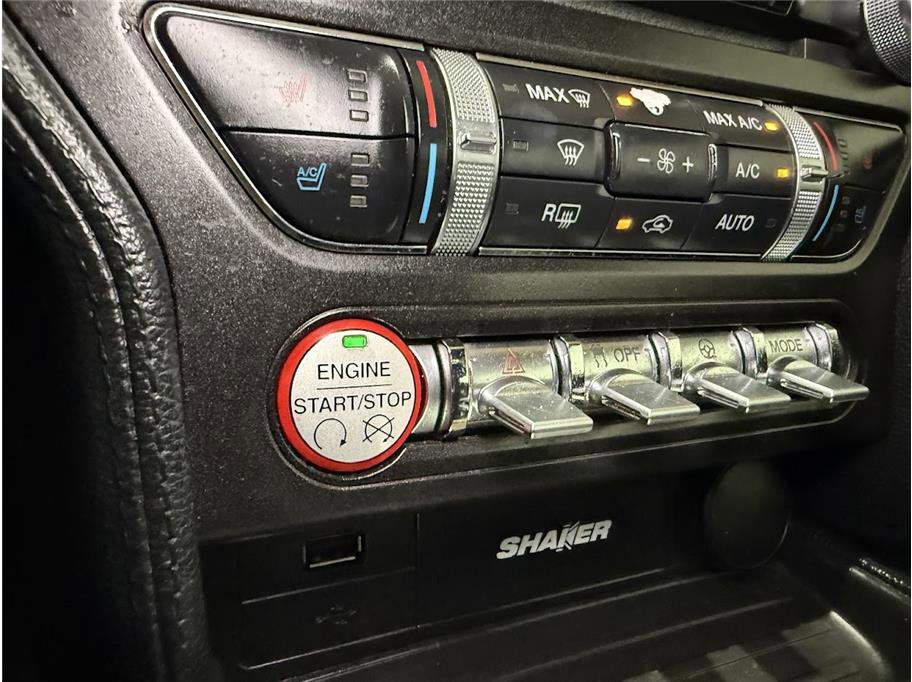 MAX
MAX A/C
A/C
- +
A/C
R
AUTO
ENGINE
START/STOP
OFF
MODE
SHAKER